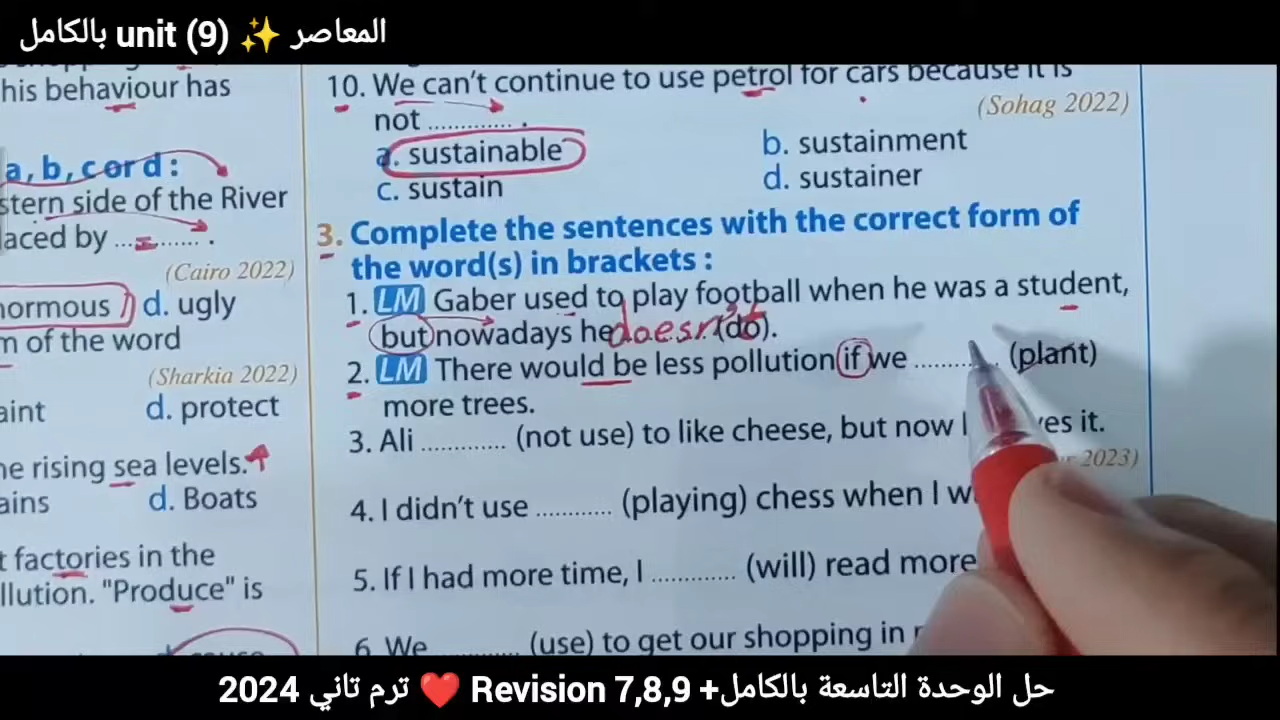 المعاصر ✨ unit (9) بالكامل
his behaviour has
a, b, c or d :
stern side of the River
laced by ............ .
(Cairo 2022)
normous d. ugly
m of the word
(Sharkia 2022)
aint d. protect
he rising sea levels.
ains d. Boats
t factories in the
llution. "Produce" is
10. We can't continue to use petrol for cars because it is
not ............. .
(Sohag 2022)
a. sustainable b. sustainment
c. sustain d. sustainer
3. Complete the sentences with the correct form of
the word(s) in brackets :
1. LM Gaber used to play football when he was a student,
but nowadays he doesn't (do).
2. LM There would be less pollution if we ............ (plant)
more trees.
3. Ali ............ (not use) to like cheese, but now es it.
2023)
4. I didn't use ............ (playing) chess when I w
5. If I had more time, I ............. (will) read more
6. We ............ (use) to get our shopping in
حل الوحدة التاسعة بالكامل+ Revision 7,8,9 ❤️ ترم تاني 2024